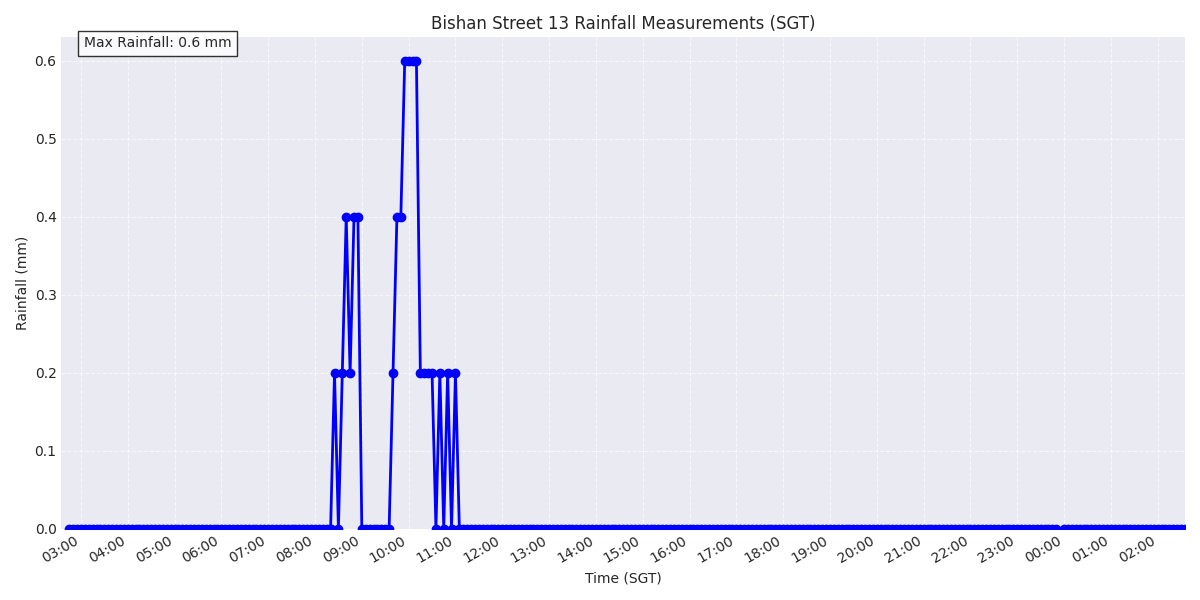 Bishan Street 13 Rainfall Measurements (SGT)
Max Rainfall: 0.6 mm
0.6
0.5
0.4
0.3
0.2
0.1
0.0
Rainfall (mm)
03:00 04:00 05:00 06:00 07:00 08:00 09:00 10:00 11:00 12:00 13:00 14:00 15:00 16:00 17:00 18:00 19:00 20:00 21:00 22:00 23:00 00:00 01:00 02:00
Time (SGT)